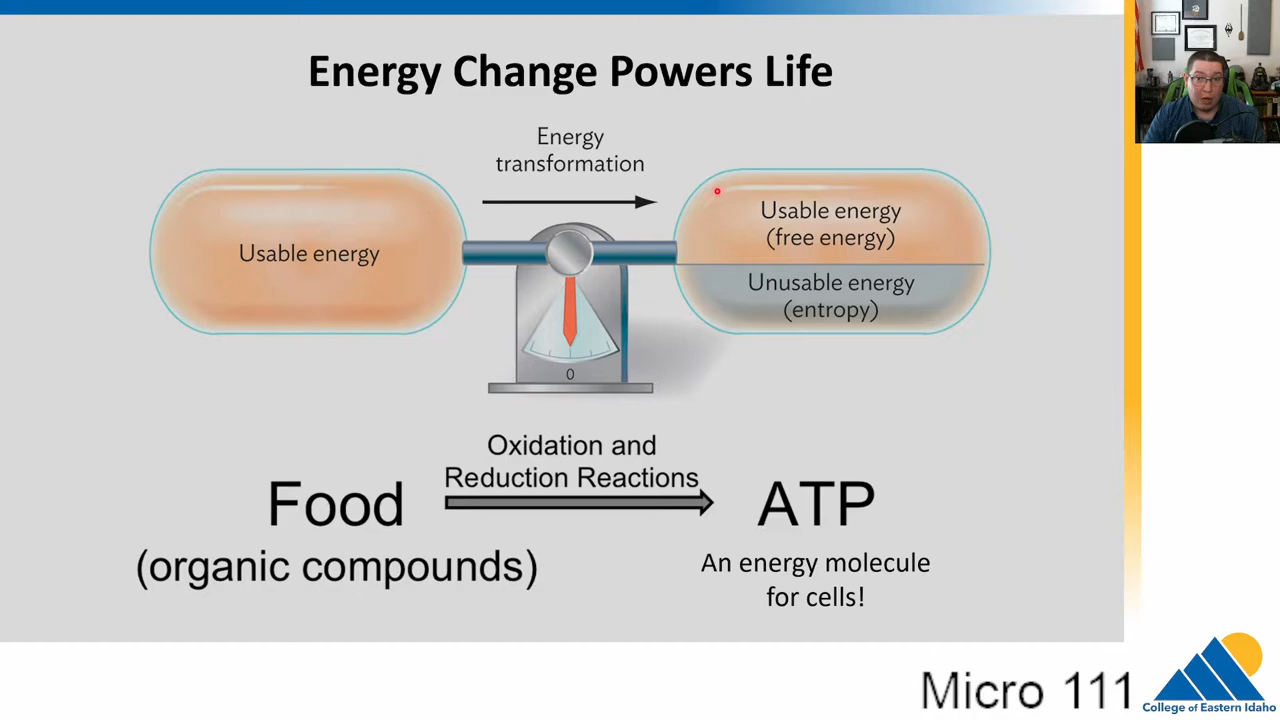 Energy Change Powers Life
Energy
transformation
Usable energy
Usable energy
(free energy)
Unusable energy
(entropy)
0
Oxidation and
Reduction Reactions
Food
ATP
(organic compounds)
An energy molecule
for cells!
Micro 111
College of Eastern Idaho